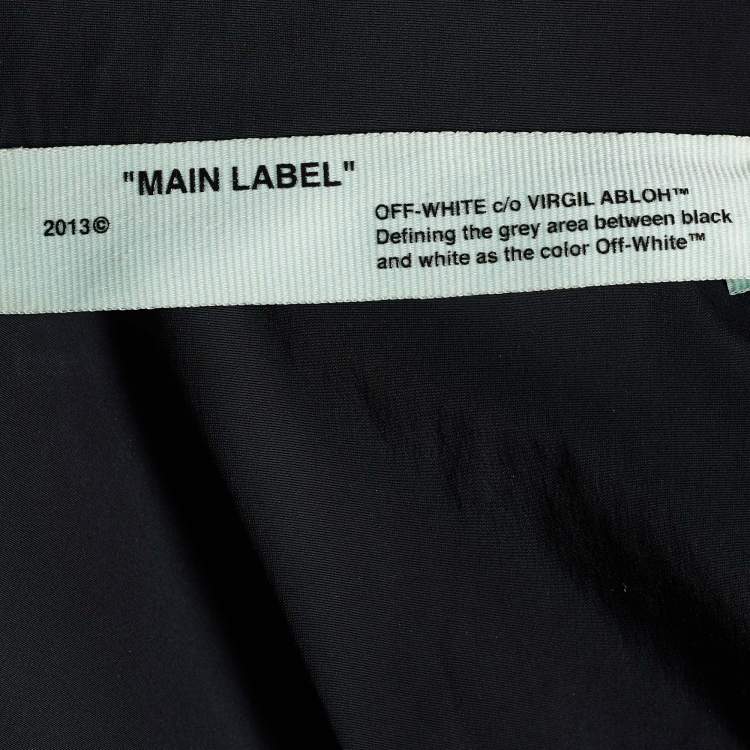 "MAIN LABEL"
2013©
OFF-WHITE c/o VIRGIL ABLOH™
Defining the grey area between black
and white as the color Off-White™